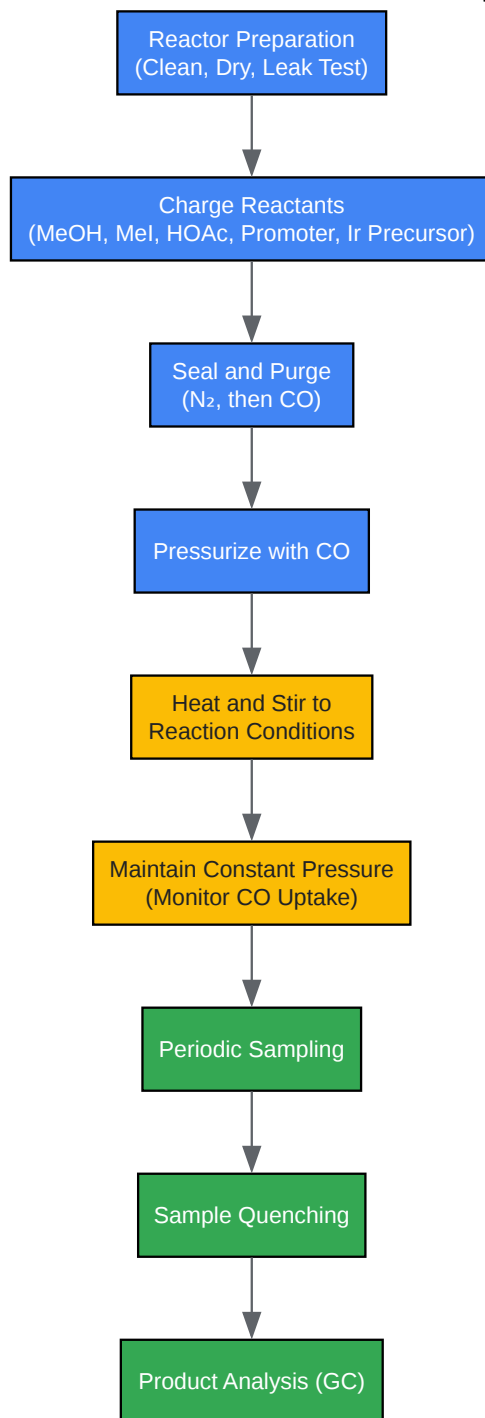 Reactor Preparation
(Clean, Dry, Leak Test)
Charge Reactants
(MeOH, MeI, HOAc, Promoter, Ir Precursor)
Seal and Purge
(N₂, then CO)
Pressurize with CO
Heat and Stir to
Reaction Conditions
Maintain Constant Pressure
(Monitor CO Uptake)
Periodic Sampling
Sample Quenching
Product Analysis (GC)